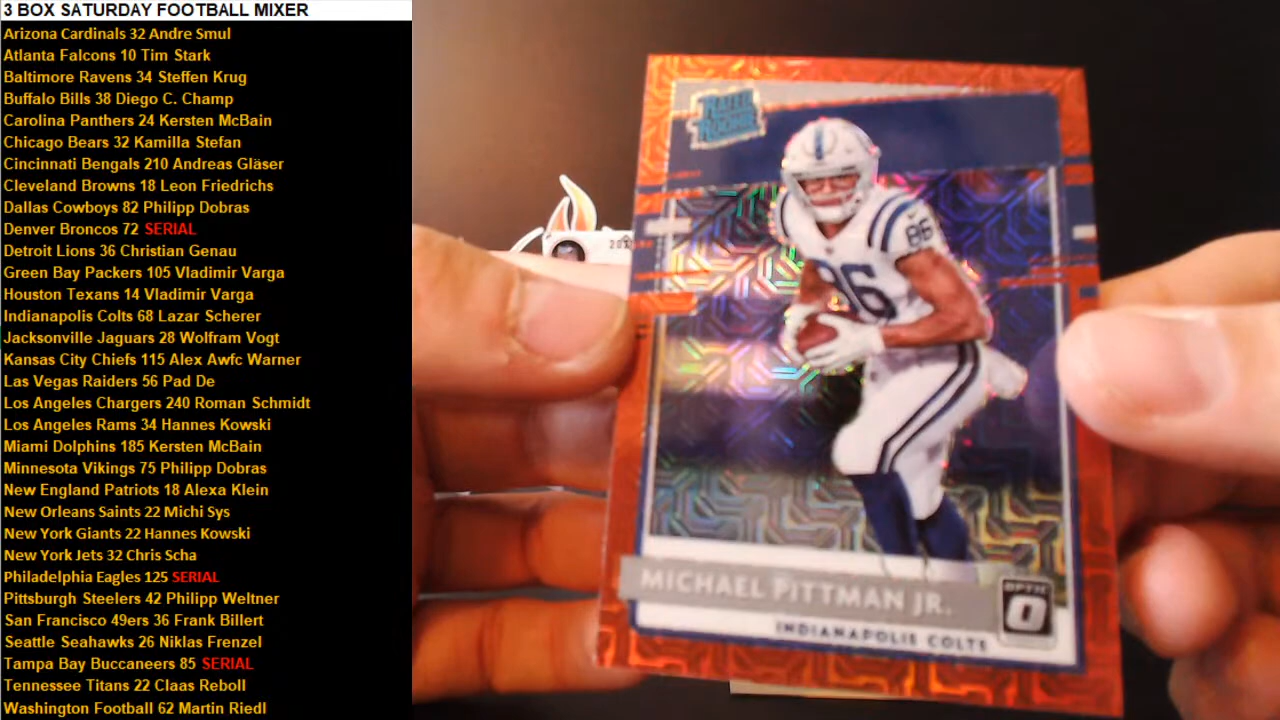 3 BOX SATURDAY FOOTBALL MIXER
Arizona Cardinals 32 Andre Smul
Atlanta Falcons 10 Tim Stark
Baltimore Ravens 34 Steffen Krug
Buffalo Bills 38 Diego C. Champ
Carolina Panthers 24 Kersten McBain
Chicago Bears 32 Kamilla Stefan
Cincinnati Bengals 210 Andreas Gläser
Cleveland Browns 18 Leon Friedrichs
Dallas Cowboys 82 Philipp Dobras
Denver Broncos 72 SERIAL
Detroit Lions 36 Christian Genau
Green Bay Packers 105 Vladimir Varga
Houston Texans 14 Vladimir Varga
Indianapolis Colts 68 Lazar Scherer
Jacksonville Jaguars 28 Wolfram Vogt
Kansas City Chiefs 115 Alex Awfc Warner
Las Vegas Raiders 56 Pad De
Los Angeles Chargers 240 Roman Schmidt
Los Angeles Rams 34 Hannes Kowski
Miami Dolphins 185 Kersten McBain
Minnesota Vikings 75 Philipp Dobras
New England Patriots 18 Alexa Klein
New Orleans Saints 22 Michi Sys
New York Giants 22 Hannes Kowski
New York Jets 32 Chris Scha
Philadelphia Eagles 125 SERIAL
Pittsburgh Steelers 42 Philipp Weltner
San Francisco 49ers 36 Frank Billert
Seattle Seahawks 26 Niklas Frenzel
Tampa Bay Buccaneers 85 SERIAL
Tennessee Titans 22 Claas Reboll
Washington Football 62 Martin Riedl
RATED
ROOKIE
86
86
MICHAEL PITTMAN JR.
INDIANAPOLIS COLTS
OPTIC